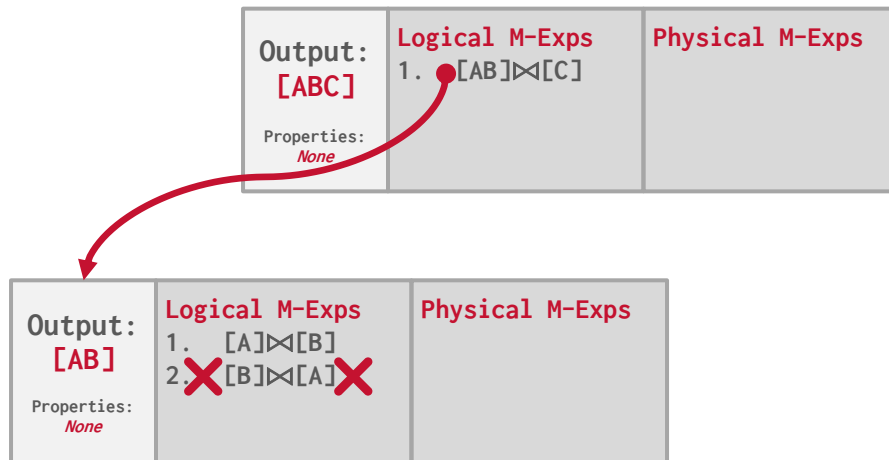 Output:
[ABC]
Properties:
None
Logical M-Exps
1. [AB]⋈[C]
Physical M-Exps
Output:
[AB]
Properties:
None
Logical M-Exps
1. [A]⋈[B]
2. [B]⋈[A]
Physical M-Exps